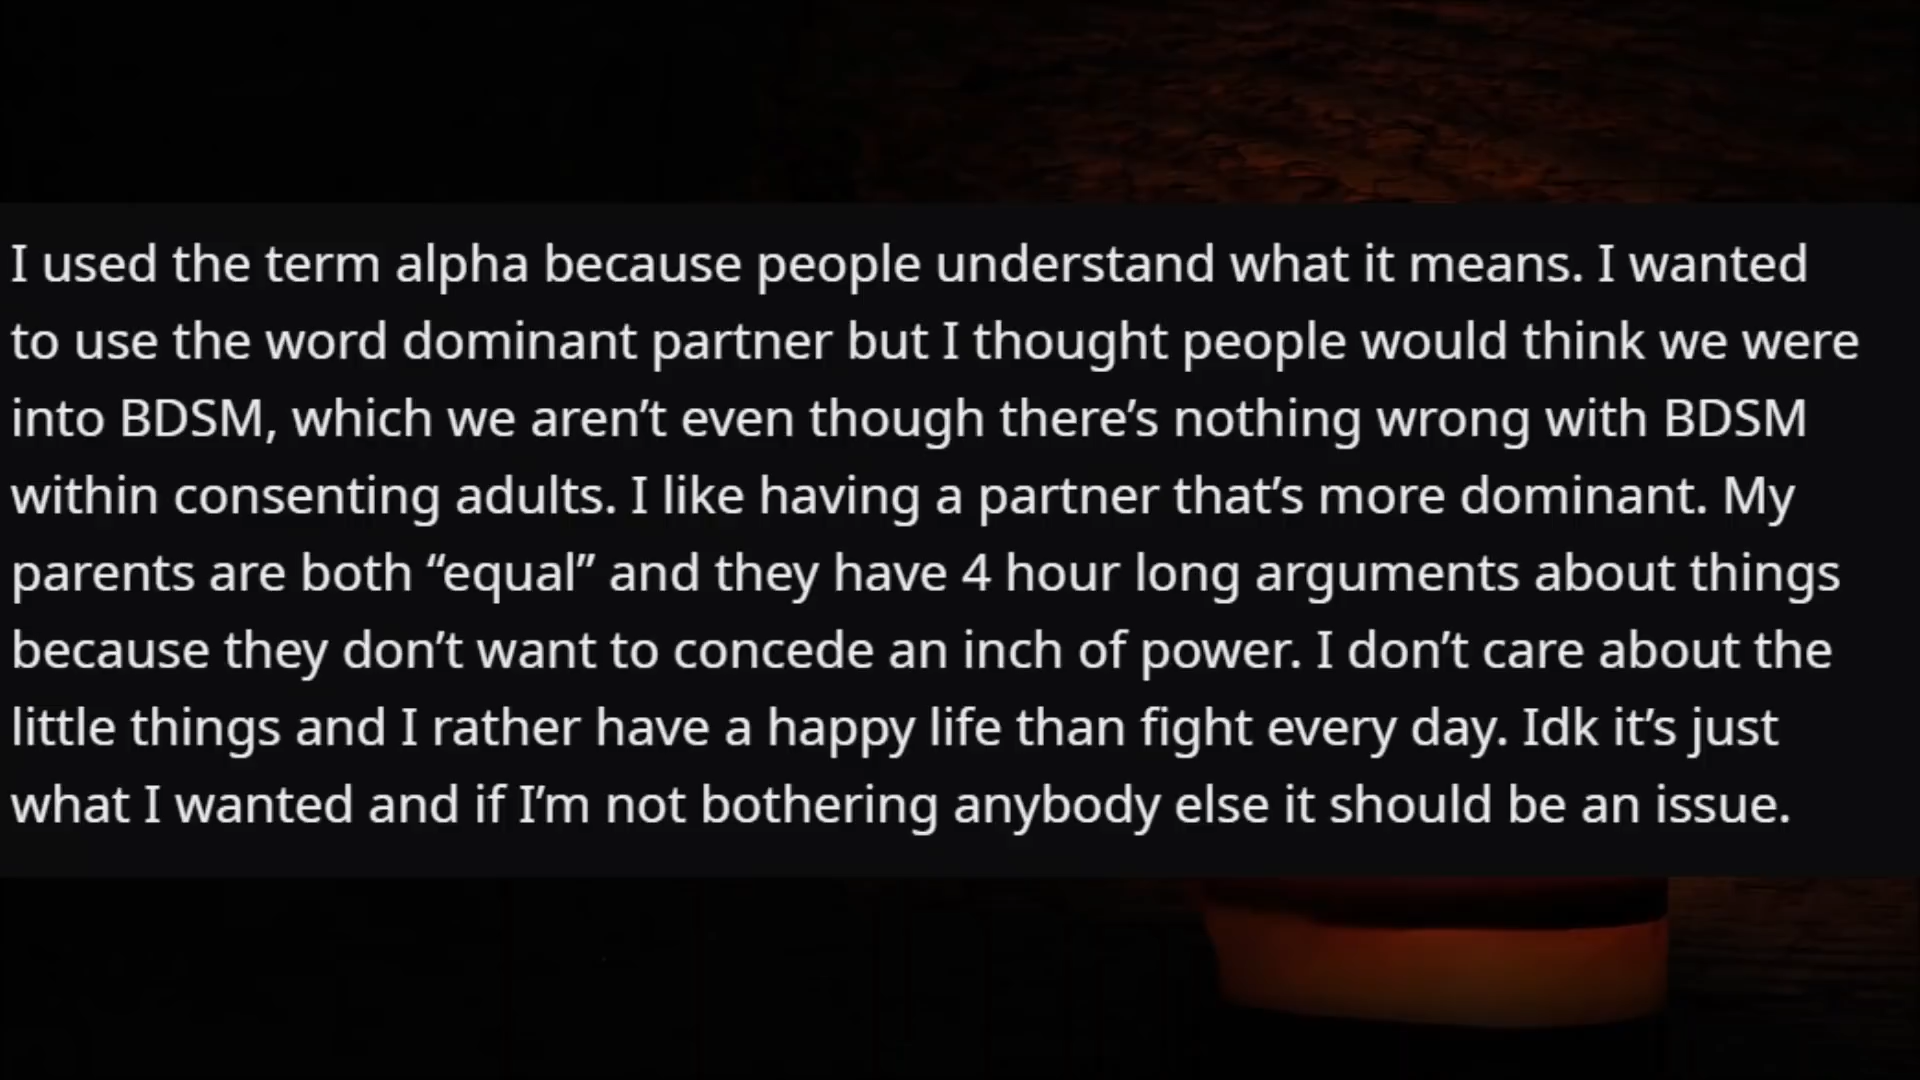 I used the term alpha because people understand what it means. I wanted
to use the word dominant partner but I thought people would think we were
into BDSM, which we aren’t even though there’s nothing wrong with BDSM
within consenting adults. I like having a partner that’s more dominant. My
parents are both “equal” and they have 4 hour long arguments about things
because they don’t want to concede an inch of power. I don’t care about the
little things and I rather have a happy life than fight every day. Idk it’s just
what I wanted and if I’m not bothering anybody else it should be an issue.